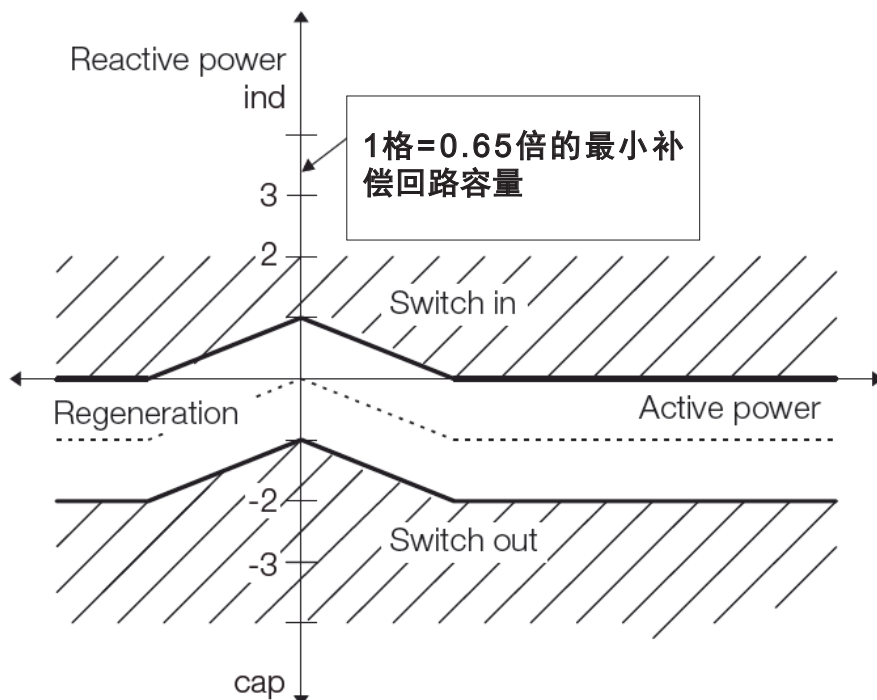 Reactive power
ind
1格=0.65倍的最小补
偿回路容量
3
2
Switch in
Regeneration
Active power
-2
Switch out
-3
cap